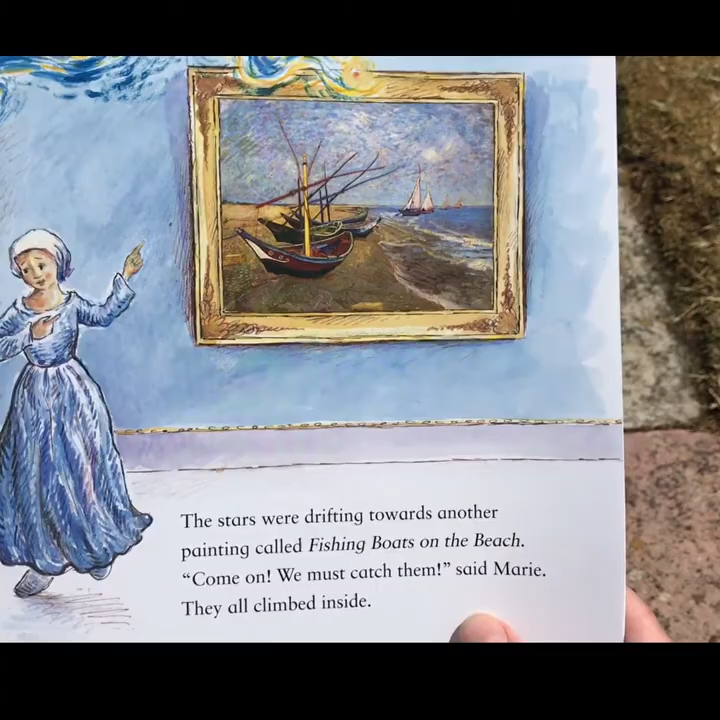 The stars were drifting towards another
painting called Fishing Boats on the Beach.
“Come on! We must catch them!” said Marie.
They all climbed inside.